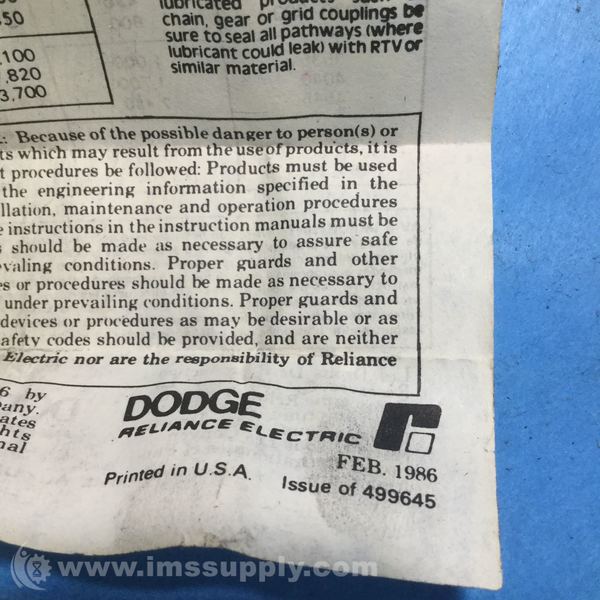 50
,100
,820
3,700
lubricated
chain, gear or grid couplings be
sure to seal all pathways (where
lubricant could leak) with RTV or
similar material.
Because of the possible danger to person(s) or
which may result from the use of products, it is
procedures be followed: Products must be used
the engineering information specified in the
llation, maintenance and operation procedures
instructions in the instruction manuals must be
should be made as necessary to assure safe
valing conditions. Proper guards and other
s or procedures should be made as necessary to
under prevailing conditions. Proper guards and
devices or procedures as may be desirable or as
afety codes should be provided, and are neither
Electric nor are the responsibility of Reliance
6 by
any.
ates
hts
nal
DODGE
RELIANCE ELECTRIC
FEB. 1986
Printed in U.S.A.
Issue of 499645
www.imssupply.com